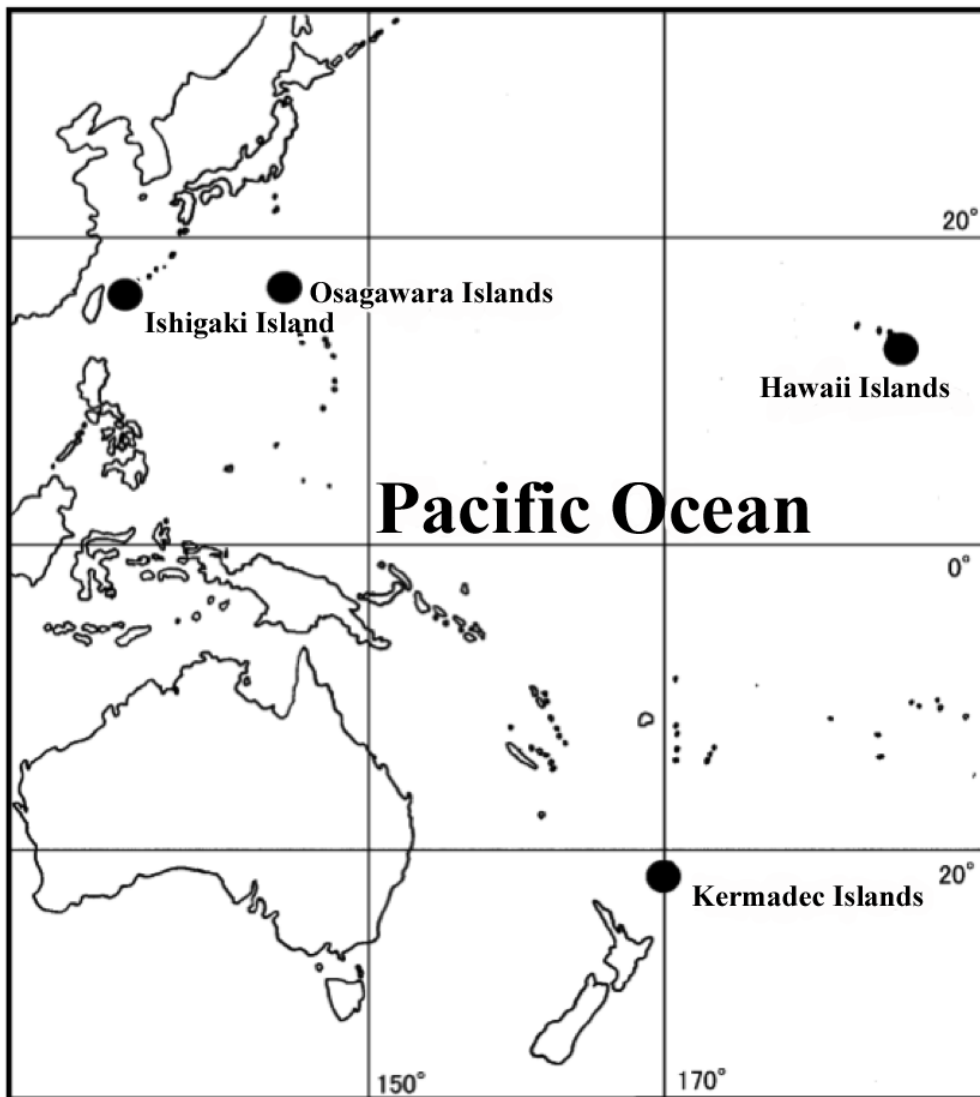 20°
Osagawara Islands
Ishigaki Island
Hawaii Islands
Pacific Ocean
0°
20°
Kermadec Islands
150°
170°